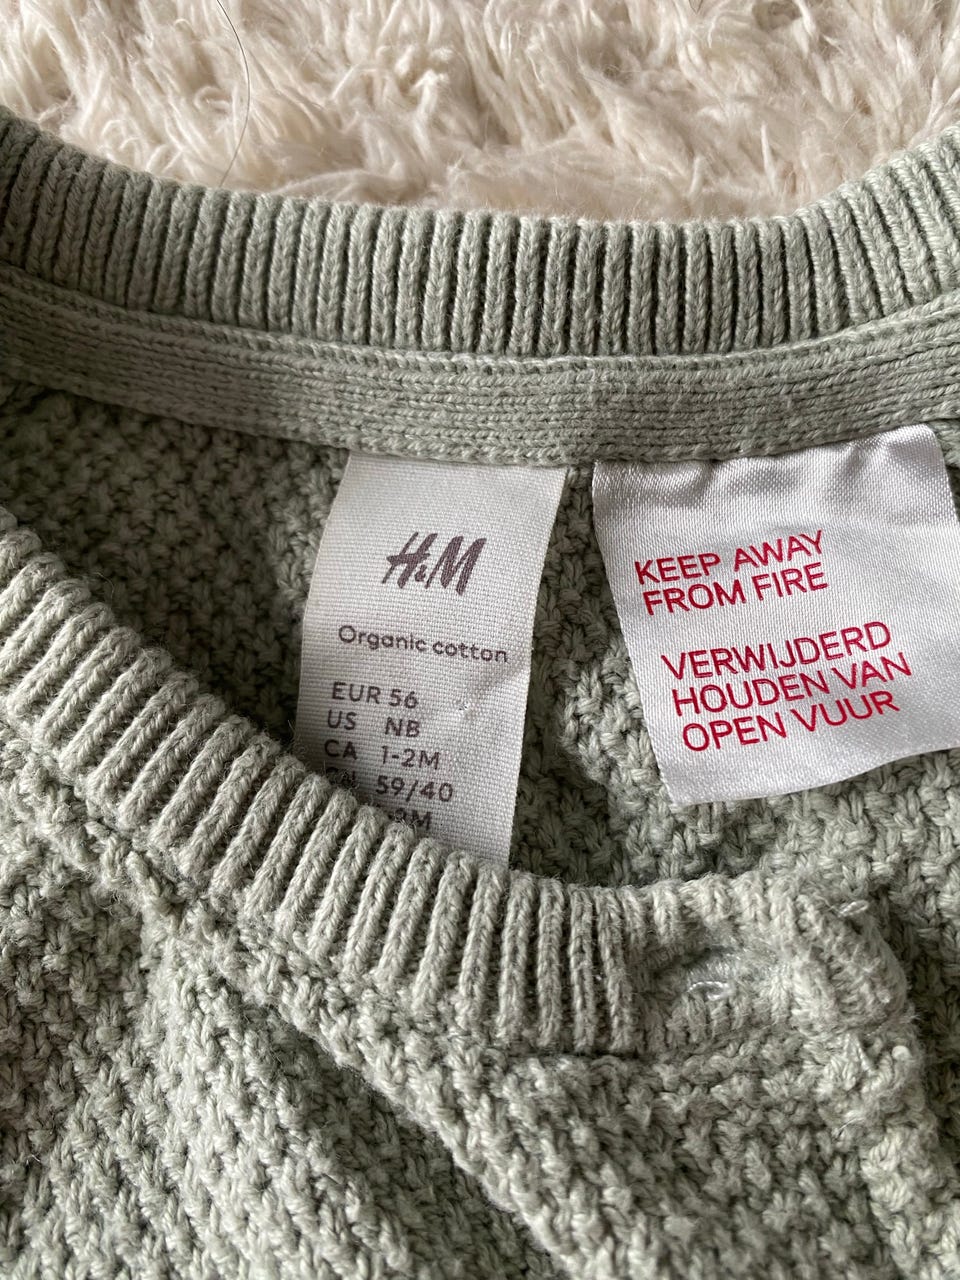 H&M
Organic cotton
EUR 56
US NB
CA 1-2M
59/40
KEEP AWAY
FROM FIRE
VERWIJDERD
HOUDEN VAN
OPEN VUUR